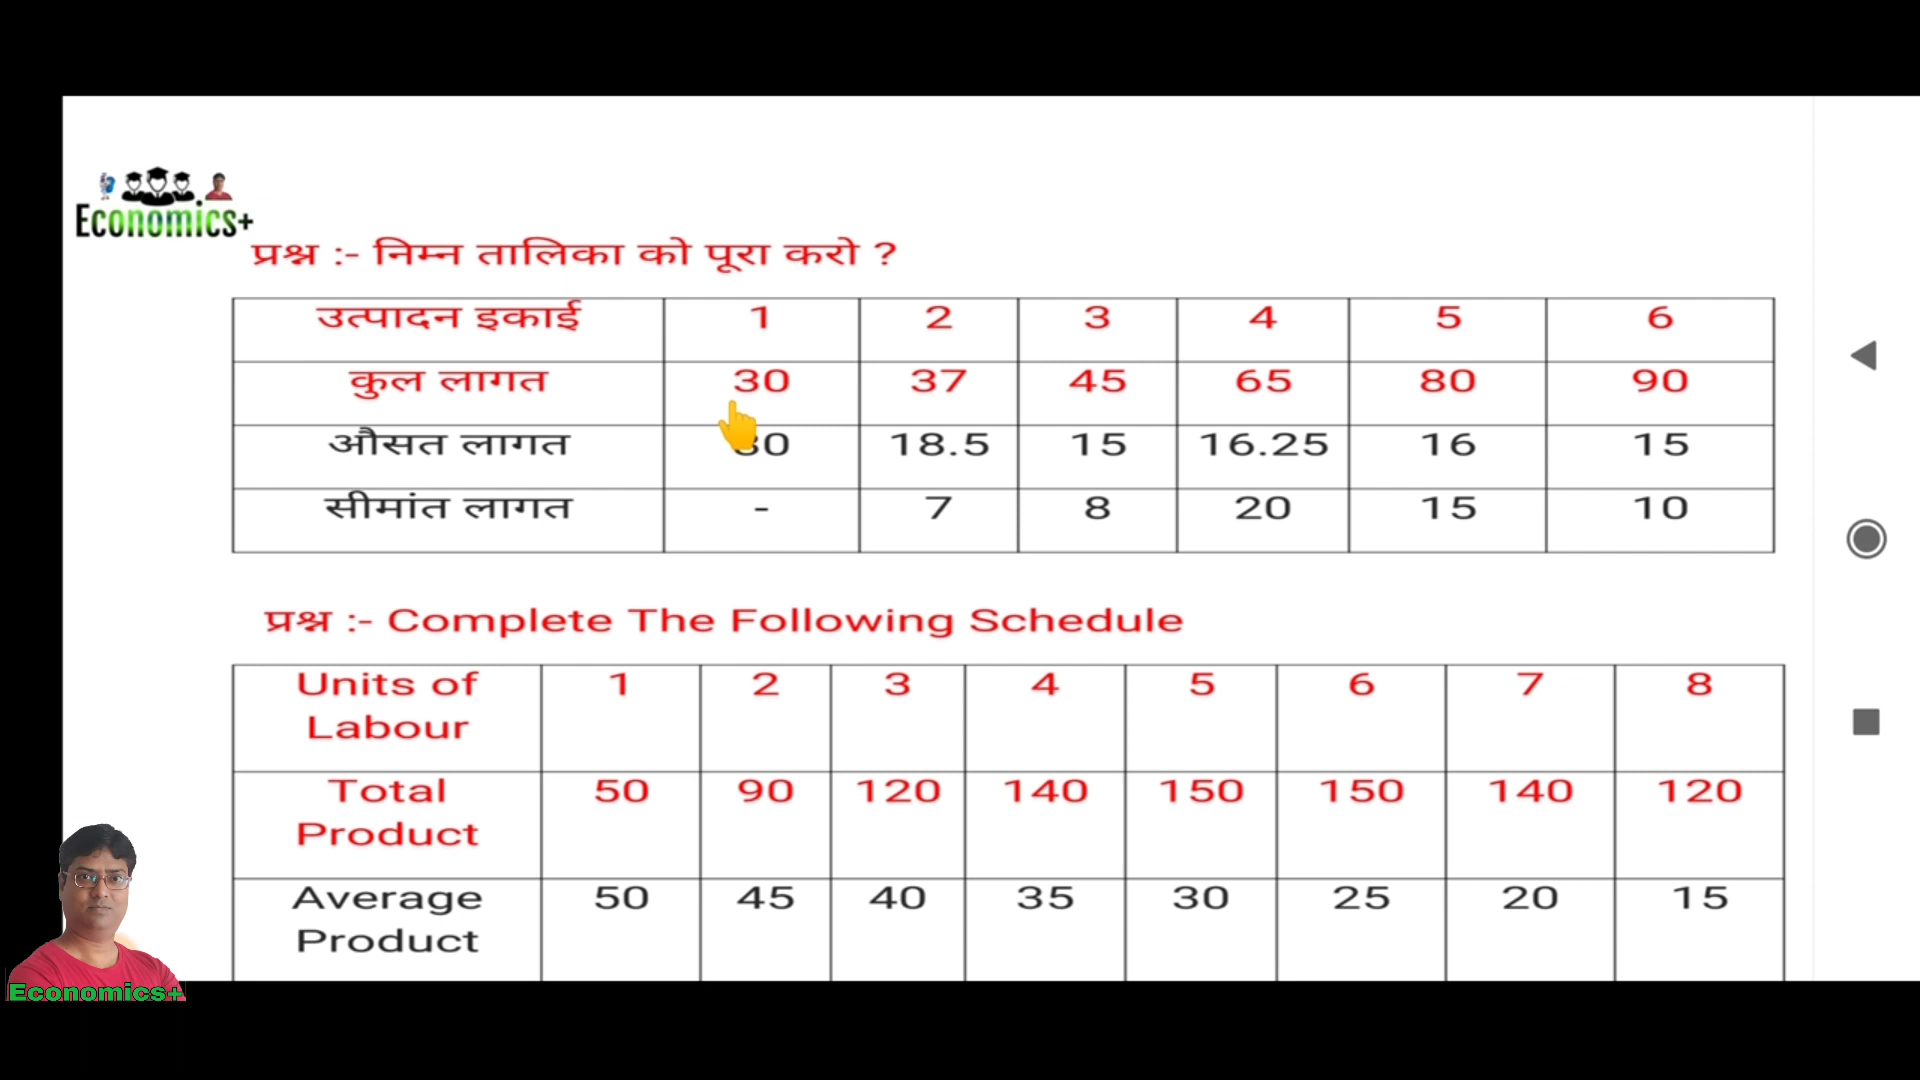 Economics+
प्रश्न :- निम्न तालिका को पूरा करो ?
उत्पादन इकाई 1 2 3 4 5 6
कुल लागत 30 37 45 65 80 90
औसत लागत 30 18.5 15 16.25 16 15
सीमांत लागत - 7 8 20 15 10
प्रश्न :- Complete The Following Schedule
Units of 1 2 3 4 5 6 7 8
Labour
Total 50 90 120 140 150 150 140 120
Product
Average 50 45 40 35 30 25 20 15
Product
Economics+